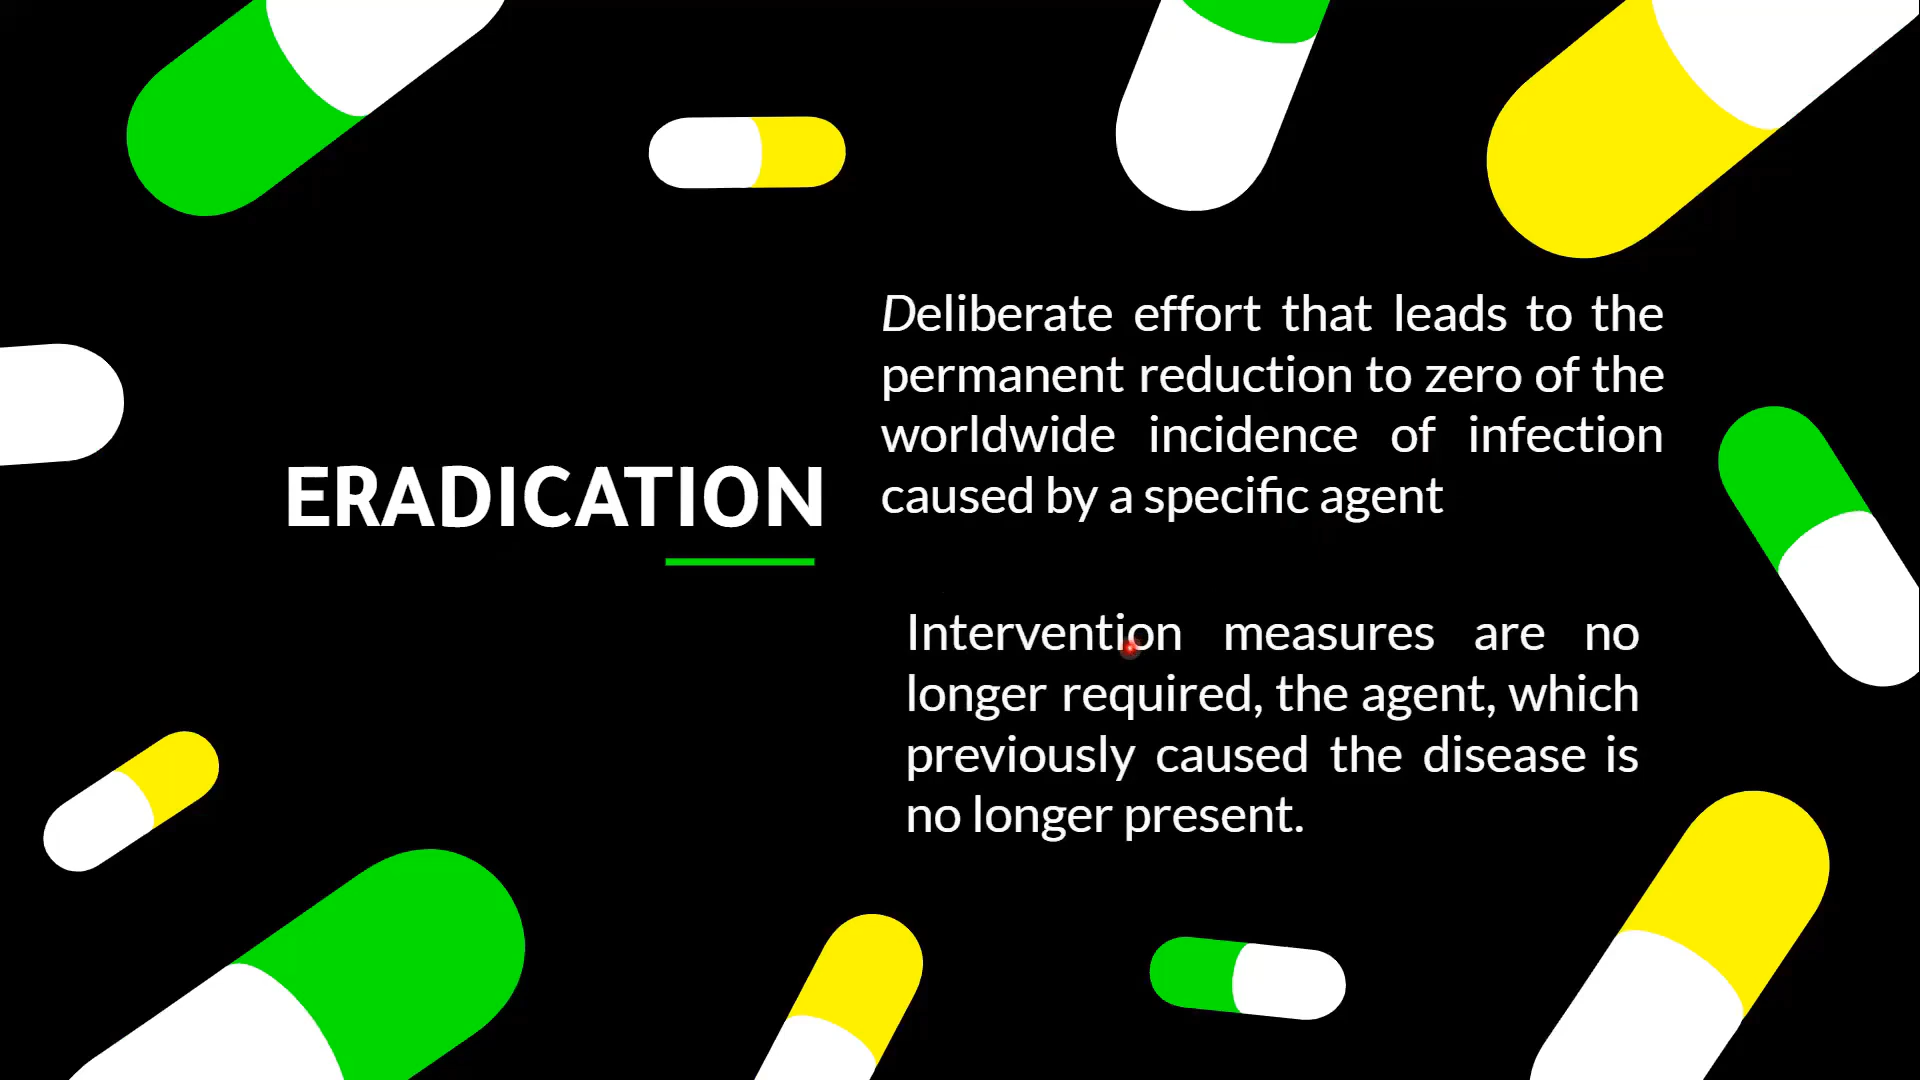 ERADICATION
Deliberate effort that leads to the
permanent reduction to zero of the
worldwide incidence of infection
caused by a specific agent
Intervention measures are no
longer required, the agent, which
previously caused the disease is
no longer present.